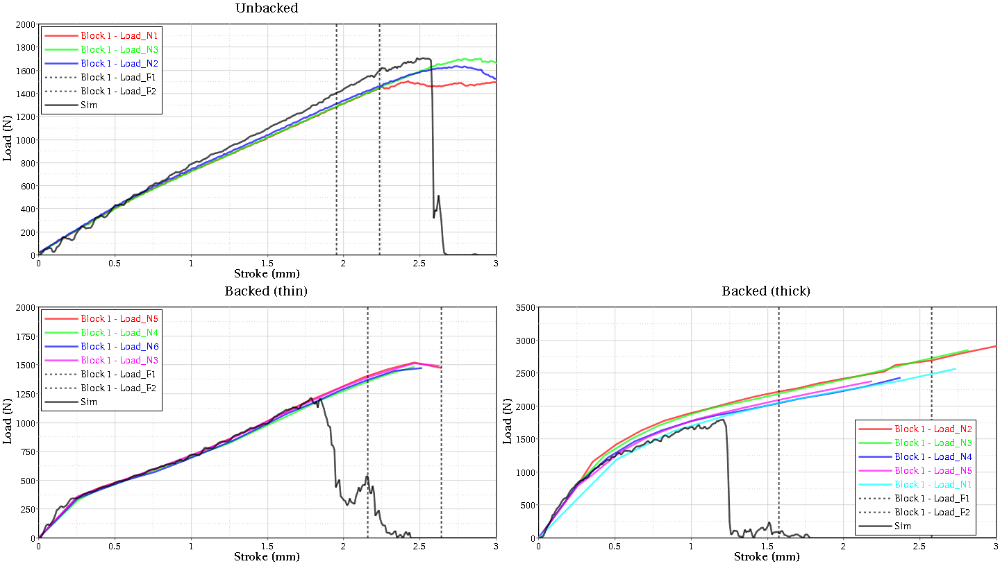 Unbacked
Load (N)
2000
1800
1600
1400
1200
1000
800
600
400
200
0
Block 1 - Load_N1
Block 1 - Load_N3
Block 1 - Load_N2
Block 1 - Load_F1
Block 1 - Load_F2
Sim
0 0.5 1 1.5 2 2.5 3
Stroke (mm)
Backed (thin)
Load (N)
2000
1750
1500
1250
1000
750
500
250
0
Block 1 - Load_N5
Block 1 - Load_N4
Block 1 - Load_N6
Block 1 - Load_N3
Block 1 - Load_F1
Block 1 - Load_F2
Sim
0 0.5 1 1.5 2 2.5 3
Stroke (mm)
Backed (thick)
Load (N)
3500
3000
2500
2000
1500
1000
500
0
Block 1 - Load_N2
Block 1 - Load_N3
Block 1 - Load_N4
Block 1 - Load_N5
Block 1 - Load_N1
Block 1 - Load_F1
Block 1 - Load_F2
Sim
0 0.5 1 1.5 2 2.5 3
Stroke (mm)